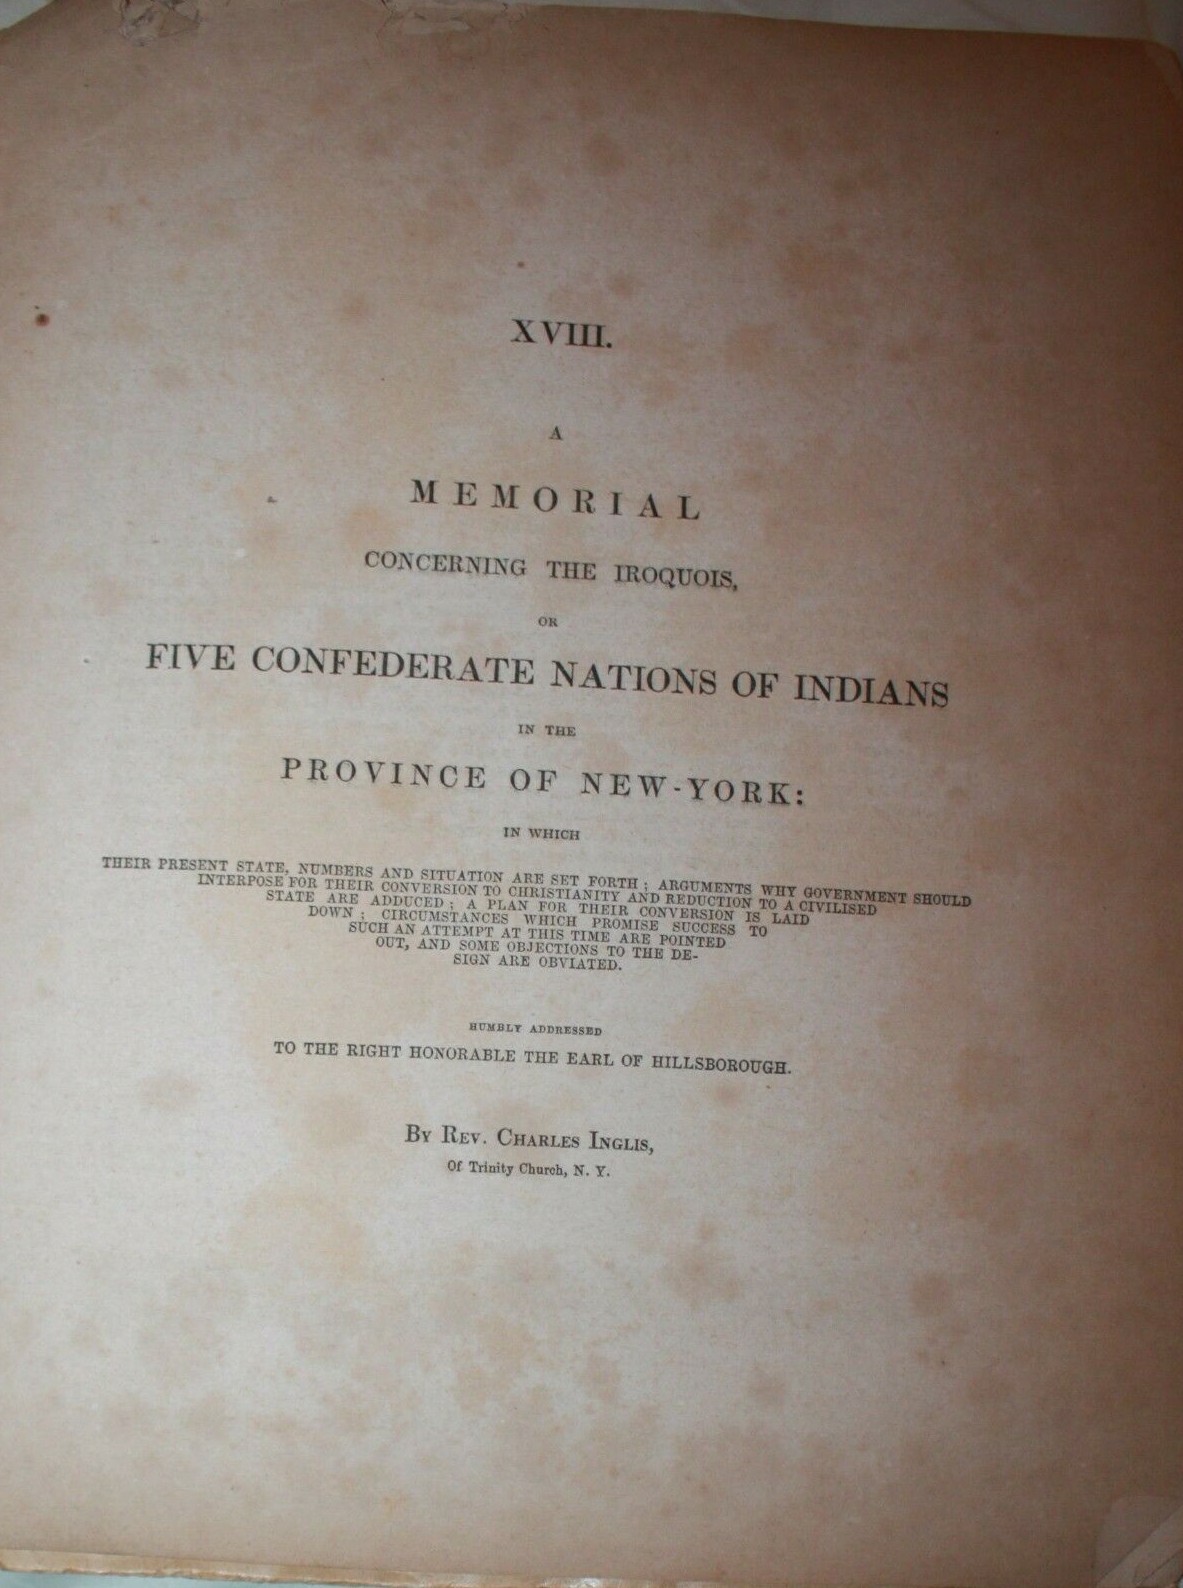 XVIII.
A
MEMORIAL
CONCERNING THE IROQUOIS,
OR
FIVE CONFEDERATE NATIONS OF INDIANS
IN THE
PROVINCE OF NEW-YORK:
IN WHICH
THEIR PRESENT STATE, NUMBERS AND SITUATION ARE SET FORTH; ARGUMENTS WHY GOVERNMENT SHOULD
INTERPOSE FOR THEIR CONVERSION TO CHRISTIANITY AND REDUCTION TO A CIVILISED
STATE ARE ADDUCED; A PLAN FOR THEIR CONVERSION IS LAID
DOWN; CIRCUMSTANCES WHICH PROMISE SUCCESS TO
SUCH AN ATTEMPT AT THIS TIME ARE POINTED
OUT, AND SOME OBJECTIONS TO THE DE-
SIGN ARE OBVIATED.
HUMBLY ADDRESSED
TO THE RIGHT HONORABLE THE EARL OF HILLSBOROUGH.
BY REV. CHARLES INGLIS,
Of Trinity Church, N. Y.